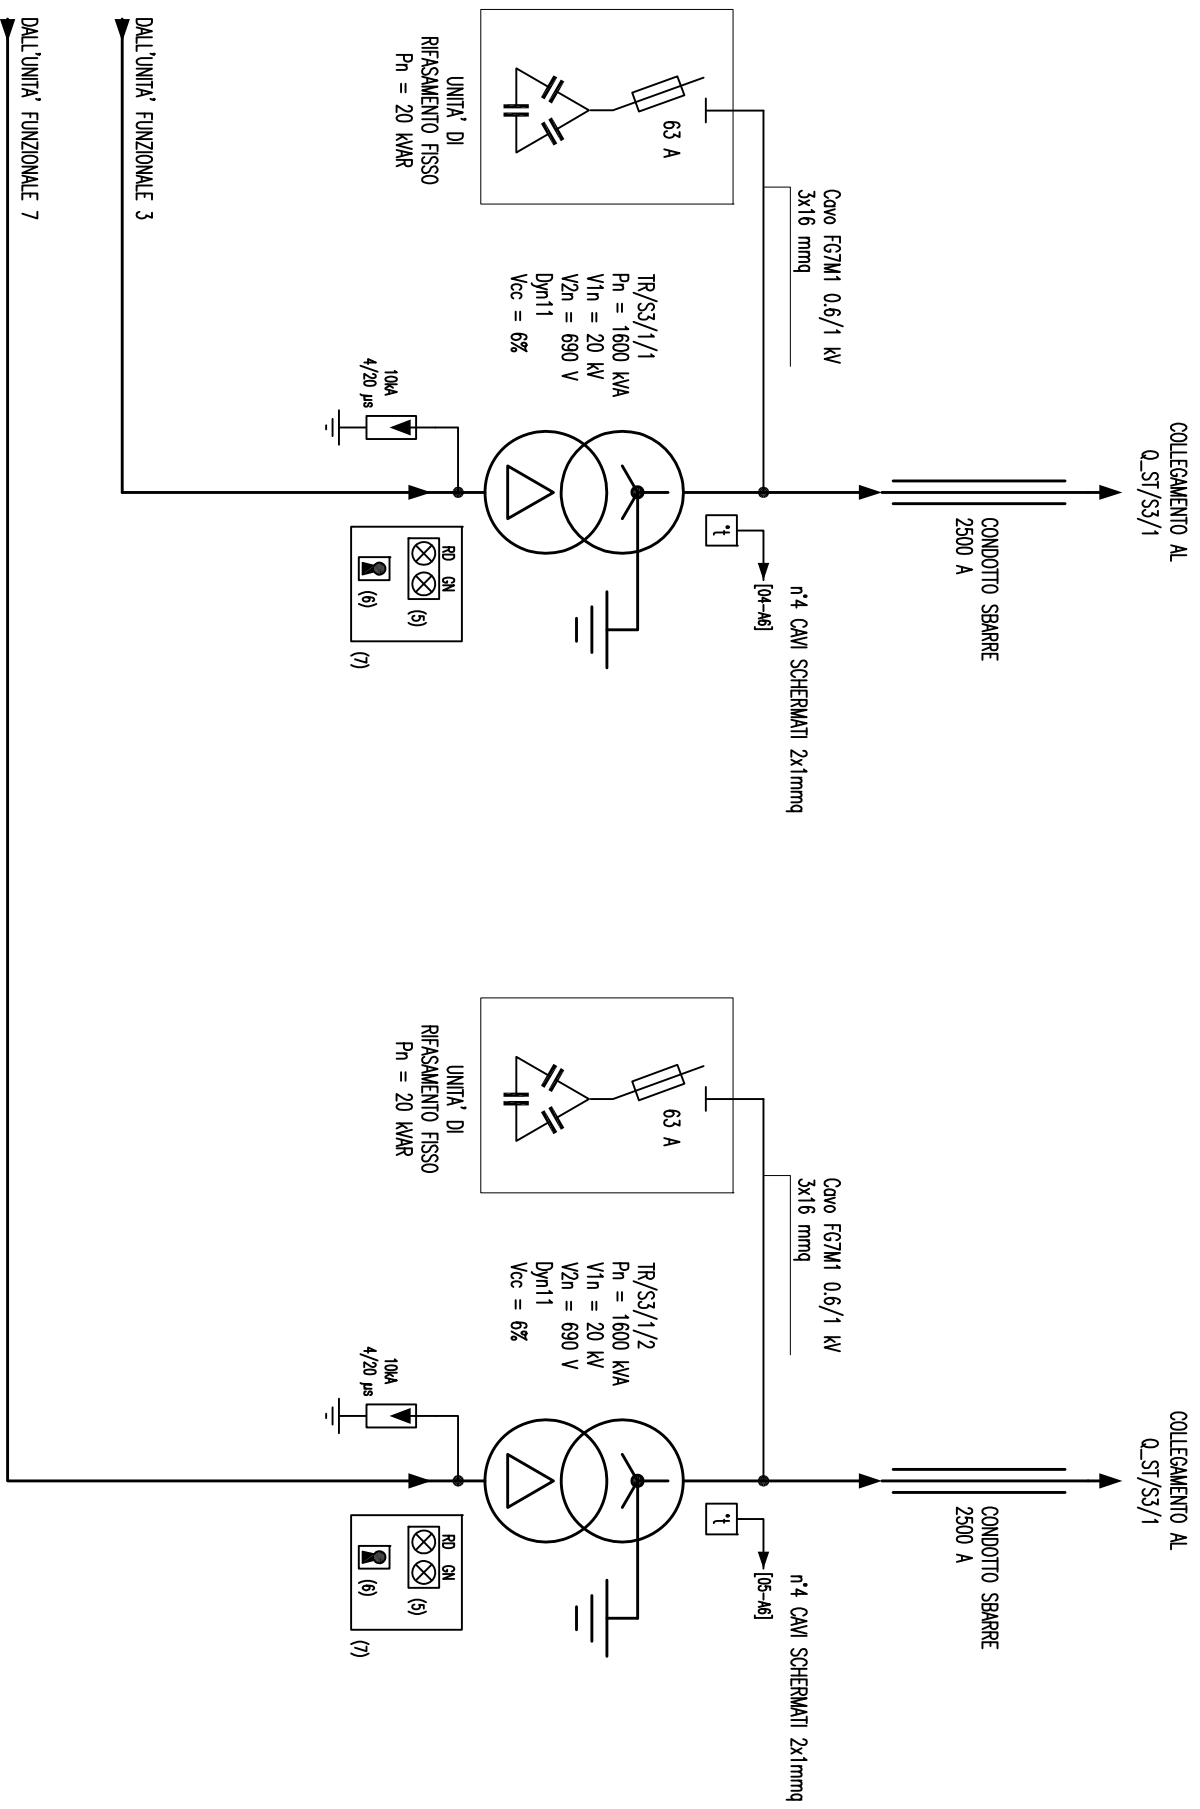 COLLEGAMENTO AL
Q_ST/S3/1
CONDOTTO SBARRE
2500 A
Cavo FG7M1 0.6/1 kV
3x16 mmq
n°4 CAVI SCHERMATI 2x1mmq
[04-A6]
°t
63 A
UNITA' DI
RIFASAMENTO FISSO
Pn = 20 kVAR
TR/S3/1/1
Pn = 1600 kVA
V1n = 20 kV
V2n = 690 V
Dyn11
Vcc = 6%
10kA
4/20 µs
RD GN
(5)
(6)
(7)
DALL'UNITA' FUNZIONALE 3
DALL'UNITA' FUNZIONALE 7
COLLEGAMENTO AL
Q_ST/S3/1
CONDOTTO SBARRE
2500 A
Cavo FG7M1 0.6/1 kV
3x16 mmq
n°4 CAVI SCHERMATI 2x1mmq
[05-A6]
°t
63 A
UNITA' DI
RIFASAMENTO FISSO
Pn = 20 kVAR
TR/S3/1/2
Pn = 1600 kVA
V1n = 20 kV
V2n = 690 V
Dyn11
Vcc = 6%
10kA
4/20 µs
RD GN
(5)
(6)
(7)